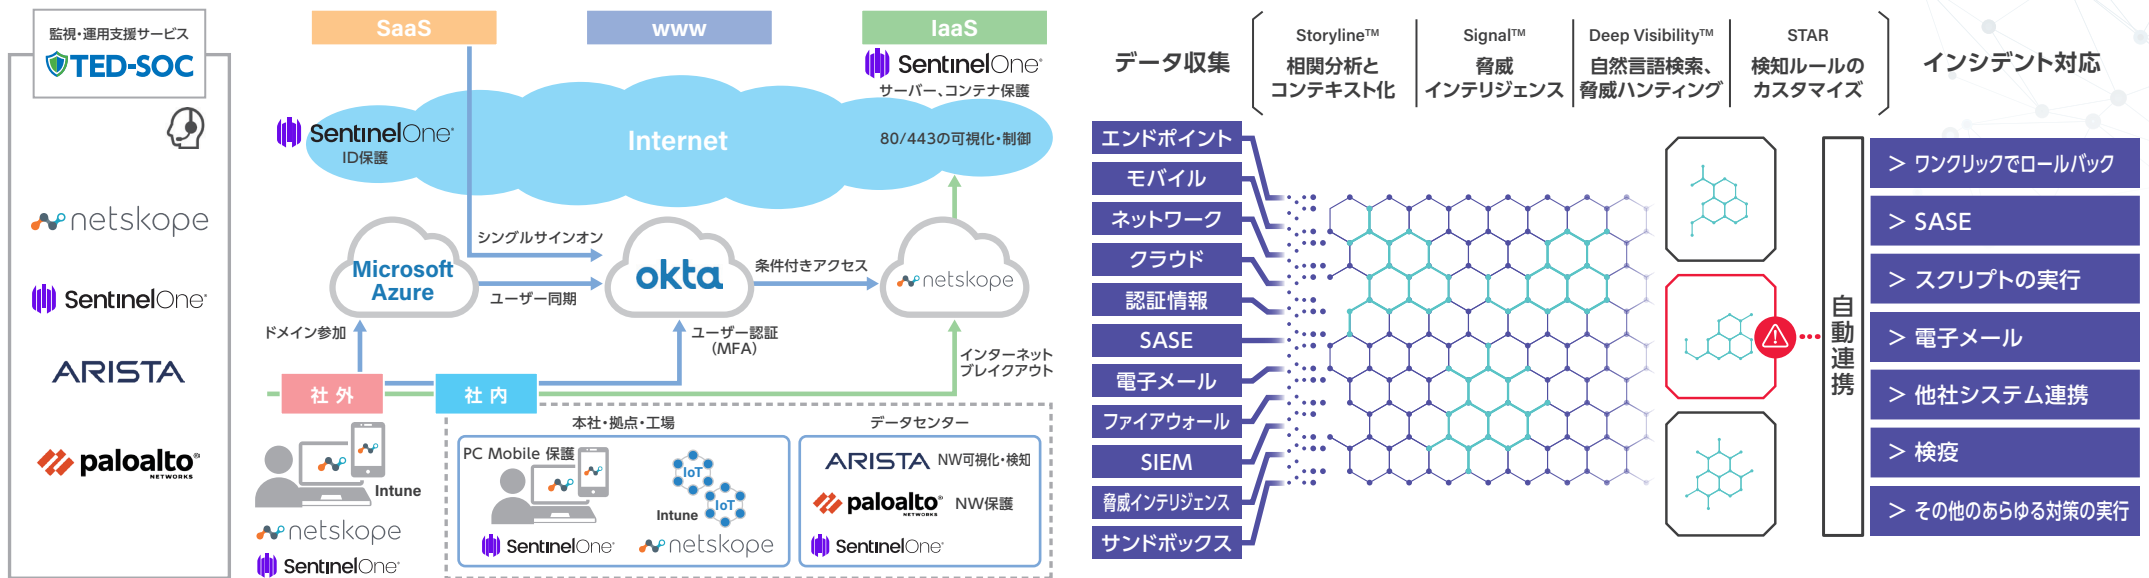 監視・運用支援サービス
TED-SOC
netskope
SentinelOne
ARISTA
paloalto
NETWORKS
SaaS
www
IaaS
SentinelOne
サーバー、コンテナ保護
SentinelOne
ID保護
Internet
80/443の可視化・制御
シングルサインオン
Microsoft
Azure
ユーザー同期
okta
条件付きアクセス
netskope
ドメイン参加
ユーザー認証
(MFA)
インターネット
ブレイクアウト
社外
社内
Intune
netskope
SentinelOne
本社・拠点・工場
PC Mobile 保護
IoT
IoT
Intune
SentinelOne
netskope
データセンター
ARISTA NW可視化・検知
paloalto NW保護
NETWORKS
SentinelOne
データ収集
Storyline™
相関分析と
コンテキスト化
Signal™
脅威
インテリジェンス
Deep Visibility™
自然言語検索、
脅威ハンティング
STAR
検知ルールの
カスタマイズ
インシデント対応
エンドポイント
モバイル
ネットワーク
クラウド
認証情報
SASE
電子メール
ファイアウォール
SIEM
脅威インテリジェンス
サンドボックス
自動連携
> ワンクリックでロールバック
> SASE
> スクリプトの実行
> 電子メール
> 他社システム連携
> 検疫
> その他のあらゆる対策の実行